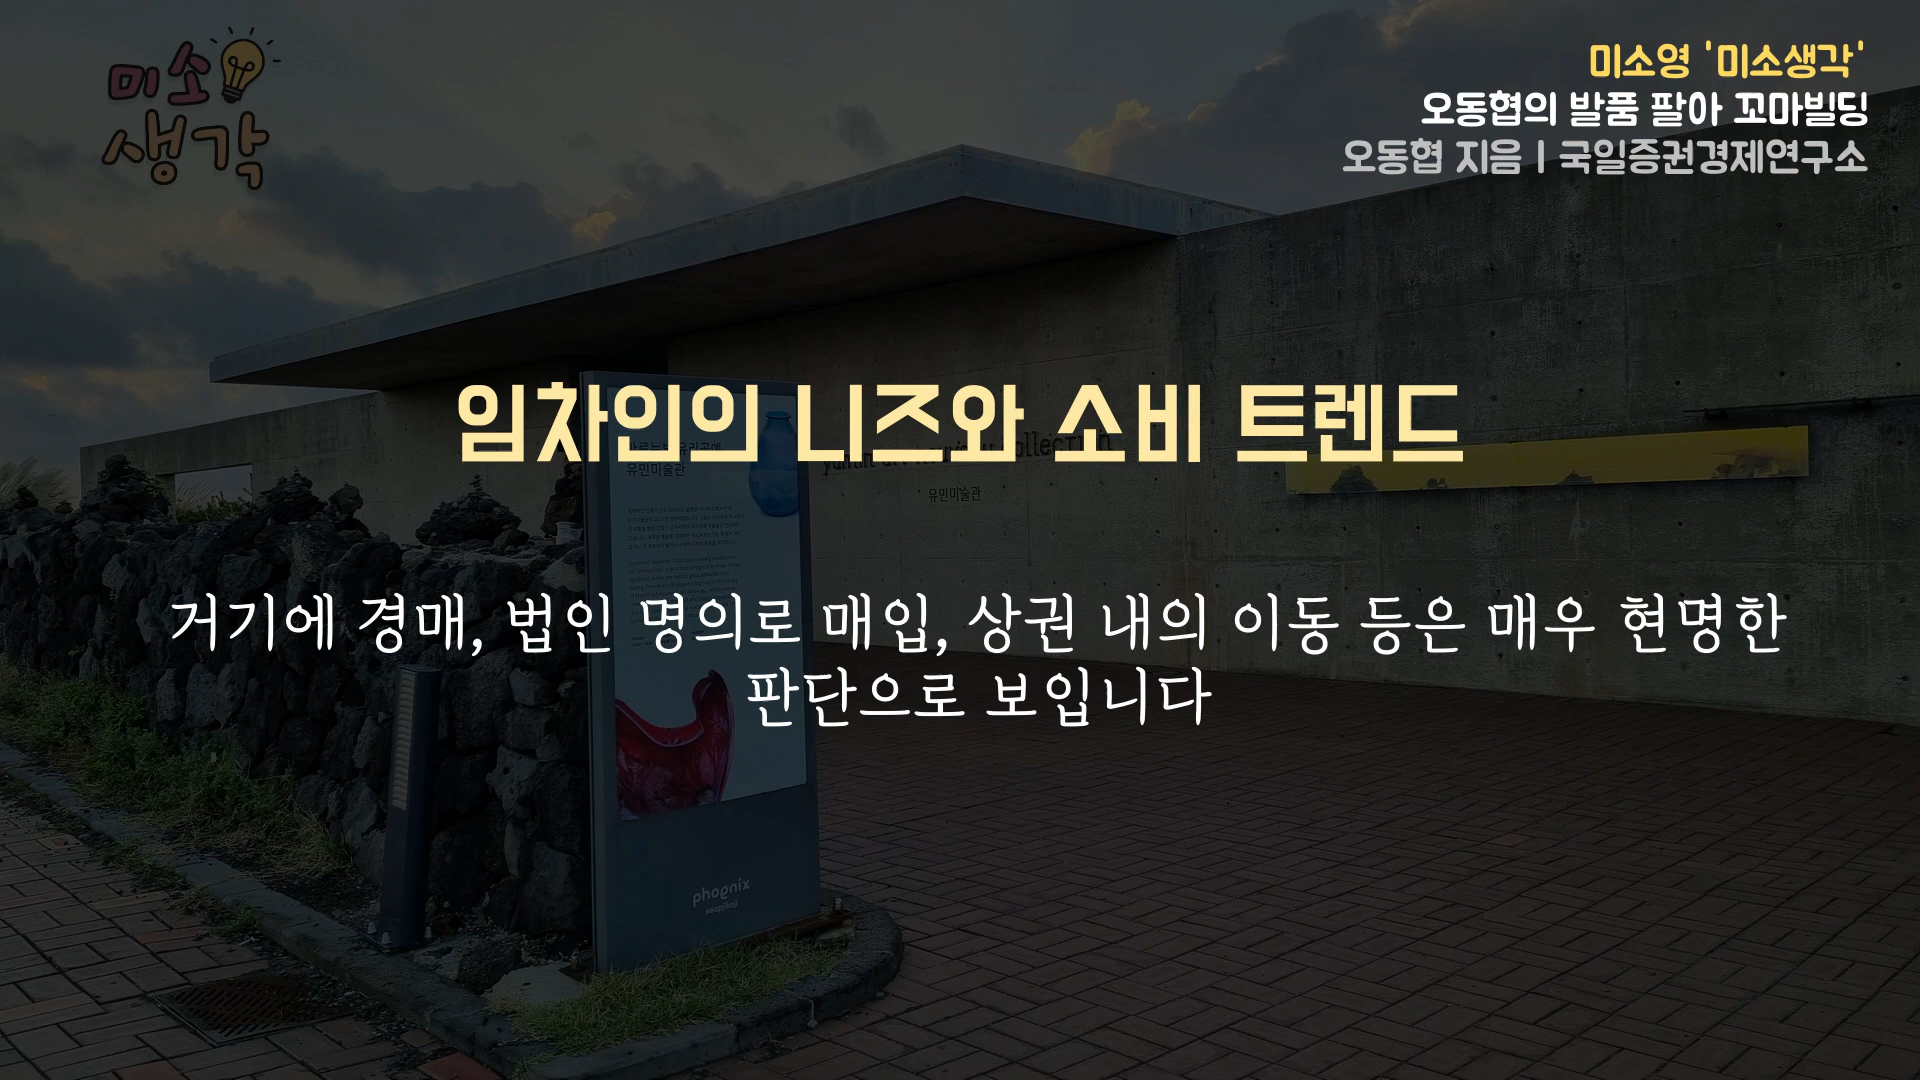 미소
생각
미소영 '미소생각'
오동협의 발품 팔아 꼬마빌딩
오동협 지음 | 국일증권경제연구소
임차인의 니즈와 소비 트렌드
유민미술관
유민미술관
거기에 경매, 법인 명의로 매입, 상권 내의 이동 등은 매우 현명한
판단으로 보입니다
phoenix
seopjikoji